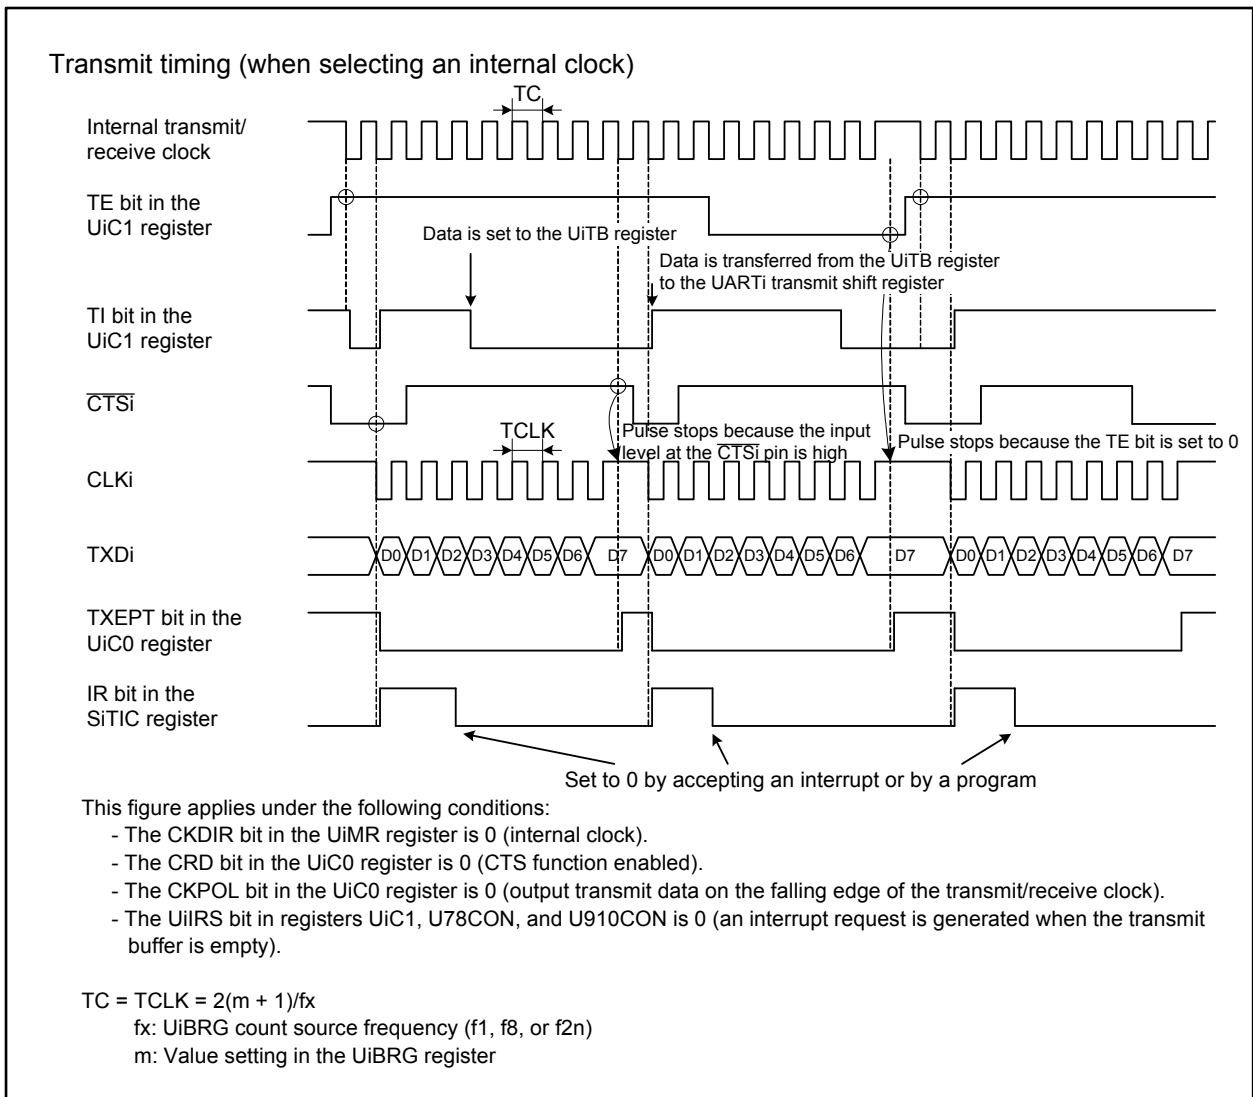 Transmit timing (when selecting an internal clock)
TC
Internal transmit/
receive clock
TE bit in the
UiC1 register
Data is set to the UiTB register
Data is transferred from the UiTB register
to the UARTi transmit shift register
TI bit in the
UiC1 register
CTSi
TCLK
Pulse stops because the input
level at the CTSi pin is high
Pulse stops because the TE bit is set to 0
CLKi
TXDi
D0 D1 D2 D3 D4 D5 D6 D7 D0 D1 D2 D3 D4 D5 D6 D7 D0 D1 D2 D3 D4 D5 D6 D7
TXEPT bit in the
UiC0 register
IR bit in the
SiTIC register
Set to 0 by accepting an interrupt or by a program
This figure applies under the following conditions:
- The CKDIR bit in the UiMR register is 0 (internal clock).
- The CRD bit in the UiC0 register is 0 (CTS function enabled).
- The CKPOL bit in the UiC0 register is 0 (output transmit data on the falling edge of the transmit/receive clock).
- The UiIRS bit in registers UiC1, U78CON, and U910CON is 0 (an interrupt request is generated when the transmit
buffer is empty).
TC = TCLK = 2(m + 1)/fx
fx: UiBRG count source frequency (f1, f8, or f2n)
m: Value setting in the UiBRG register